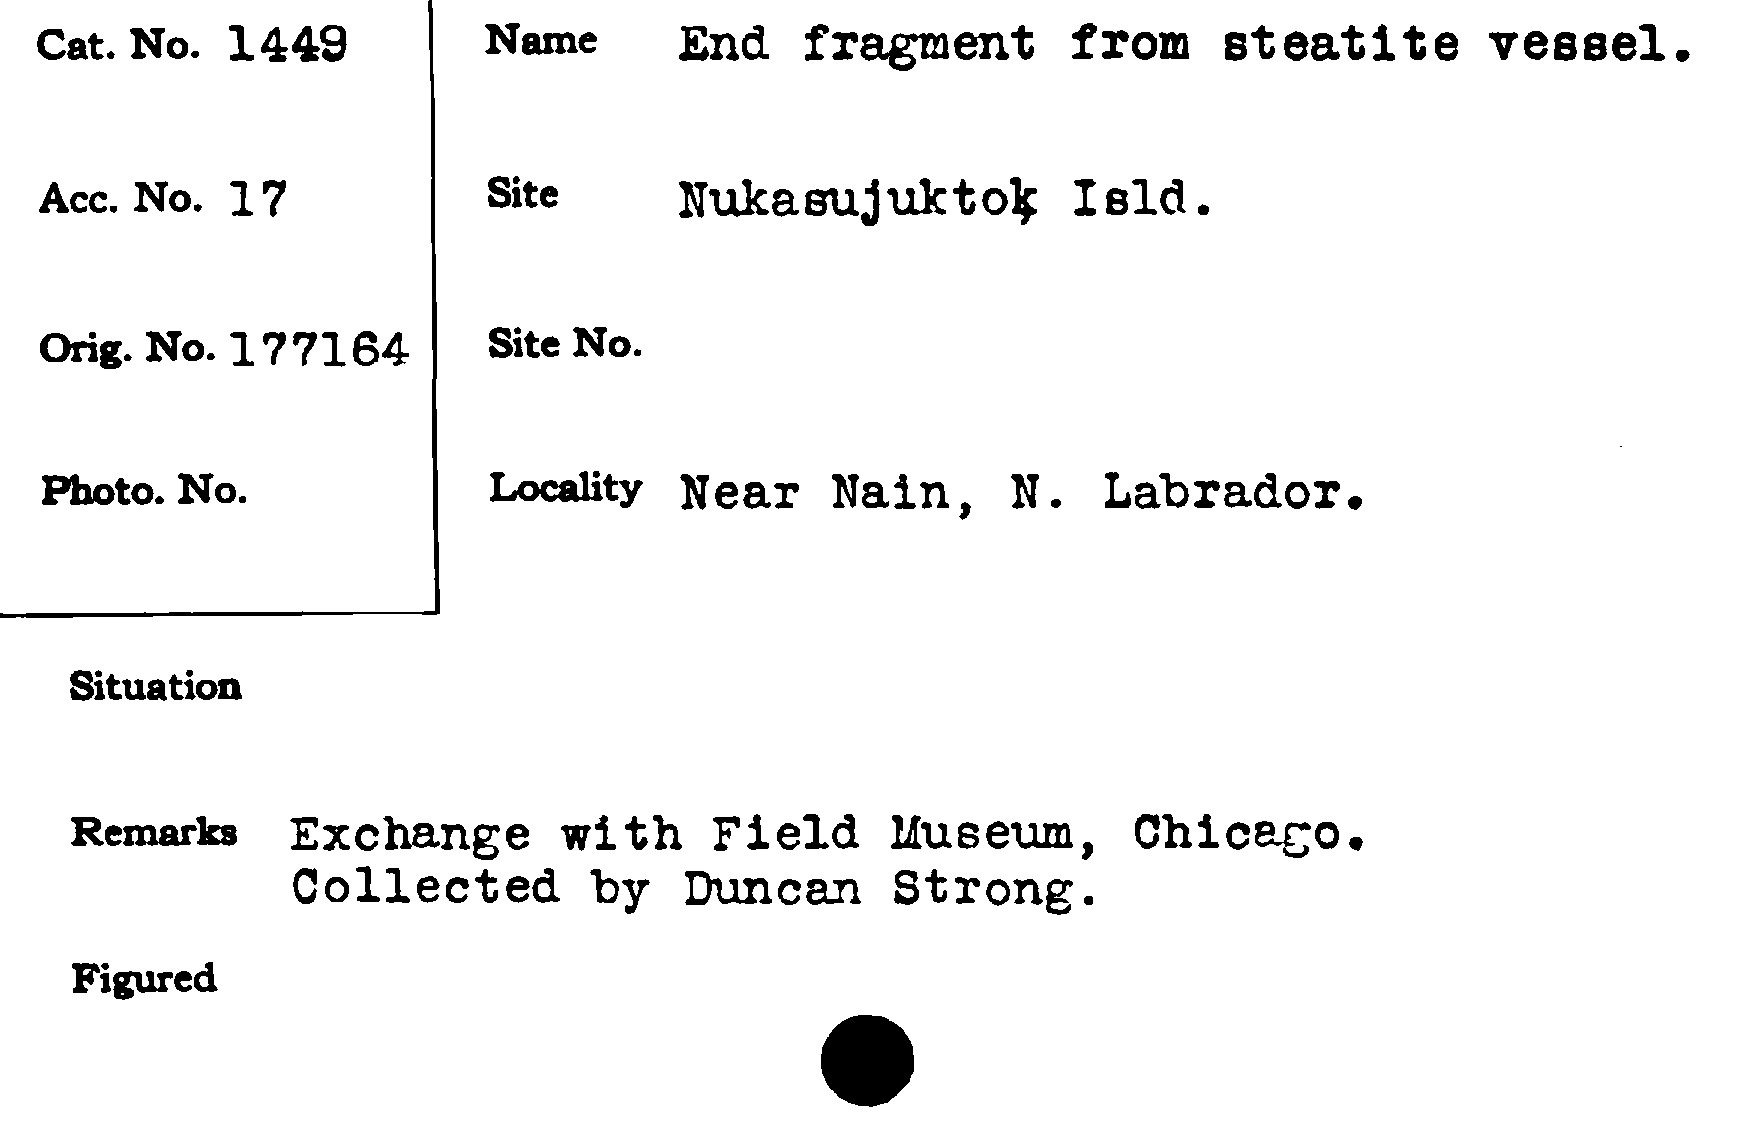 Cat. No. 1449
Name End fragment from steatite vessel.
Acc. No. 17
Site Nukasujuktok Isld.
Orig. No. 177164
Site No.
Photo. No.
Locality Near Nain, N. Labrador.
Situation
Remarks Exchange with Field Museum, Chicago.
Collected by Duncan Strong.
Figured